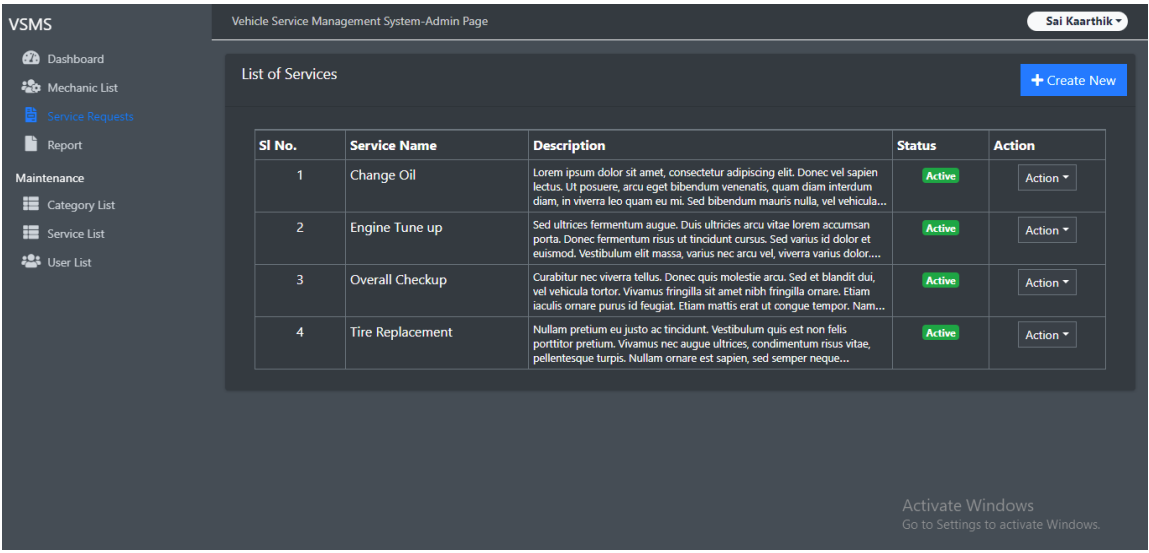 VSMS
Vehicle Service Management System-Admin Page
Sai Kaarthik
Dashboard
Mechanic List
Service Requests
Report
Maintenance
Category List
Service List
User List
List of Services
Create New
Sl No. Service Name Description Status Action
1 Change Oil Lorem ipsum dolor sit amet, consectetur adipiscing elit. Donec vel sapien
lectus. Ut posuere, arcu eget bibendum venenatis, quam diam interdum
diam, in viverra leo quam eu mi. Sed bibendum mauris nulla, vel vehicula...
Active Action
2 Engine Tune up Sed ultrices fermentum augue. Duis ultricies arcu vitae lorem accumsan
porta. Donec fermentum risus ut tincidunt cursus. Sed varius id dolor et
euismod. Vestibulum elit massa, varius nec arcu vel, viverra varius dolor....
Active Action
3 Overall Checkup Curabitur nec viverra tellus. Donec quis molestie arcu. Sed et blandit dui,
vel vehicula tortor. Vivamus fringilla sit amet nibh fringilla ornare. Etiam
iaculis ornare purus id feugiat. Etiam mattis erat ut congue tempor. Nam...
Active Action
4 Tire Replacement Nullam pretium eu justo ac tincidunt. Vestibulum quis est non felis
porttitor pretium. Vivamus nec augue ultrices, condimentum risus vitae,
pellentesque turpis. Nullam ornare est sapien, sed semper neque...
Active Action
Activate Windows
Go to Settings to activate Windows.